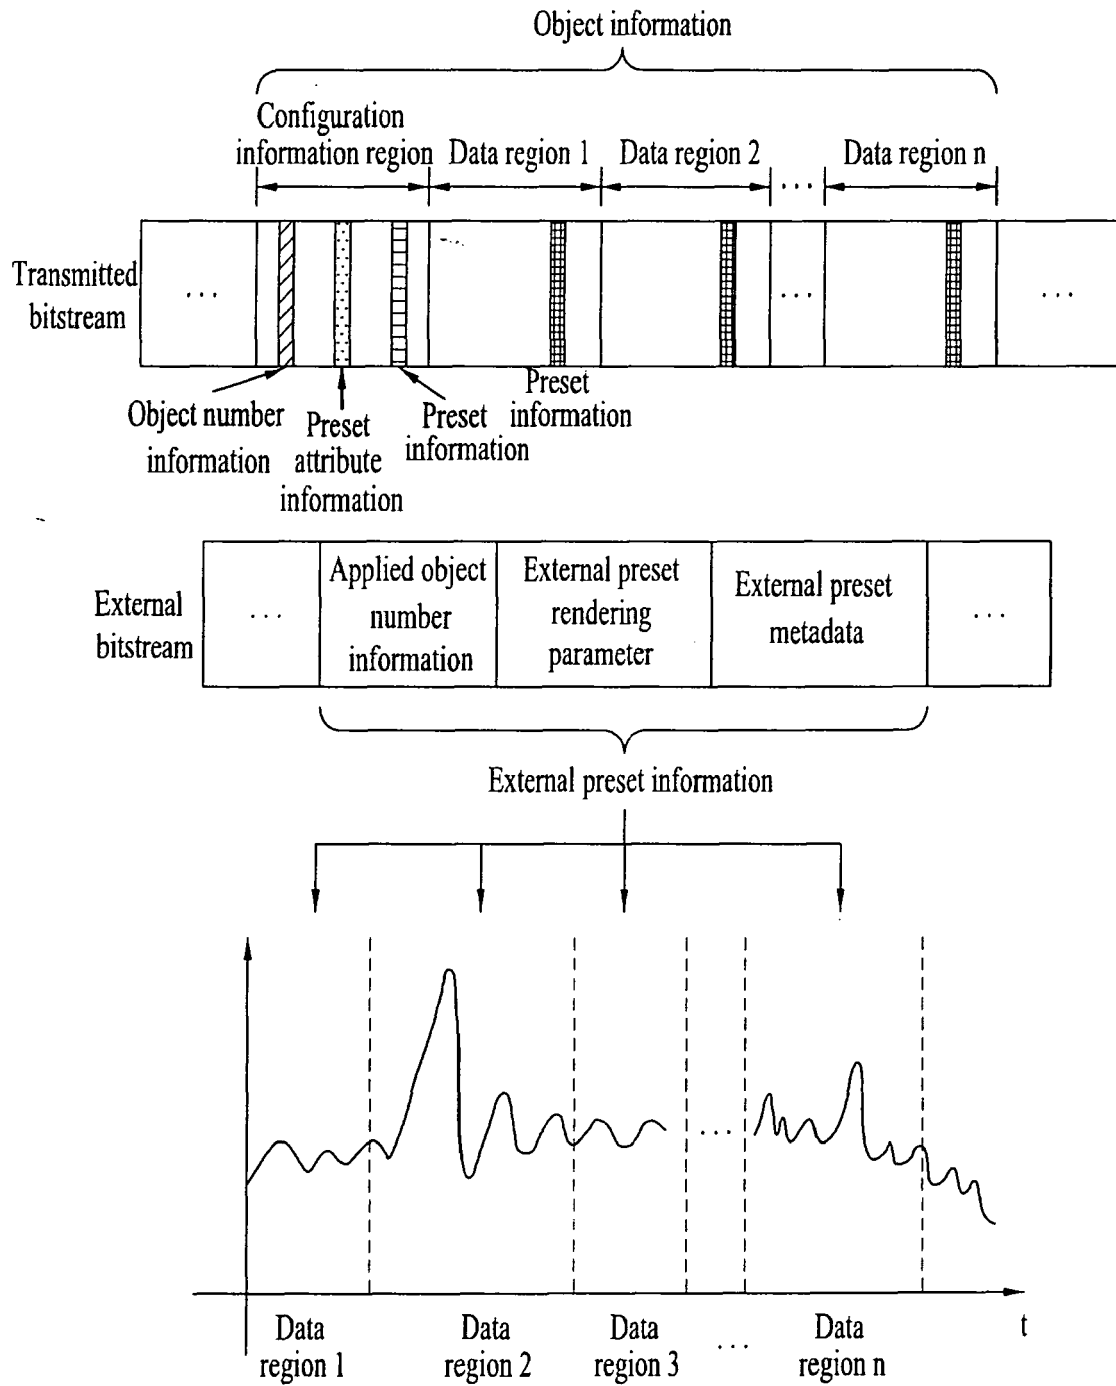 Object information
Configuration
information region
Data region 1
Data region 2
...
Data region n
Transmitted
bitstream
...
...
...
Object number
information
Preset
attribute
information
Preset
information
Preset
information
External
bitstream
...
Applied object
number
information
External preset
rendering
parameter
External preset
metadada
...
External preset information
...
Data
region 1
Data
region 2
Data
region 3
...
Data
region n
t